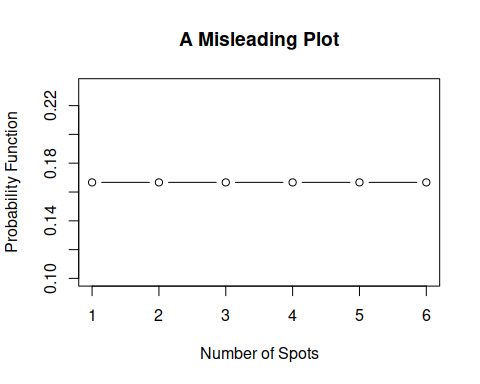 A Misleading Plot
Probability Function
0.22
0.18
0.14
0.10
1 2 3 4 5 6
Number of Spots